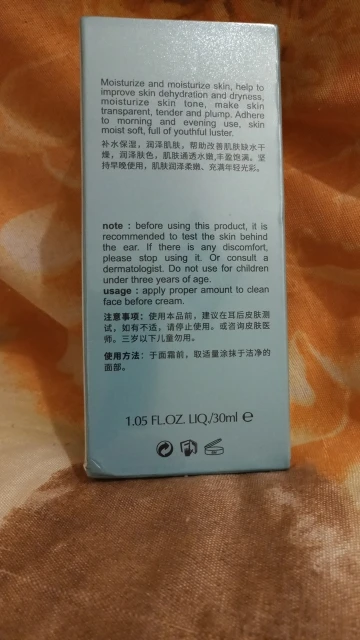 Moisturize and moisturize skin, help to
improve skin dehydration and dryness,
moisturize skin tone, make skin
transparent, tender and plump. Adhere
to morning and evening use, skin
moist soft, full of youthful luster.
补水保湿，润泽肌肤，帮助改善肌肤缺水干
燥，润泽肤色，肌肤通透水嫩,丰盈饱满。坚
持早晚使用，肌肤润泽柔嫩、充满年轻光彩。
note : before using this product, it is
recommended to test the skin behind
the ear. If there is any discomfort,
please stop using it. Or consult a
dermatologist. Do not use for children
under three years of age.
usage : apply proper amount to clean
face before cream.
注意事项：使用本品前，建议在耳后皮肤测
试，如有不适，请停止使用。或咨询皮肤医
师。三岁以下儿童勿用。
使用方法：于面霜前，取适量涂抹于洁净的
面部。
1.05 FL.OZ. LIQ./30ml ℮